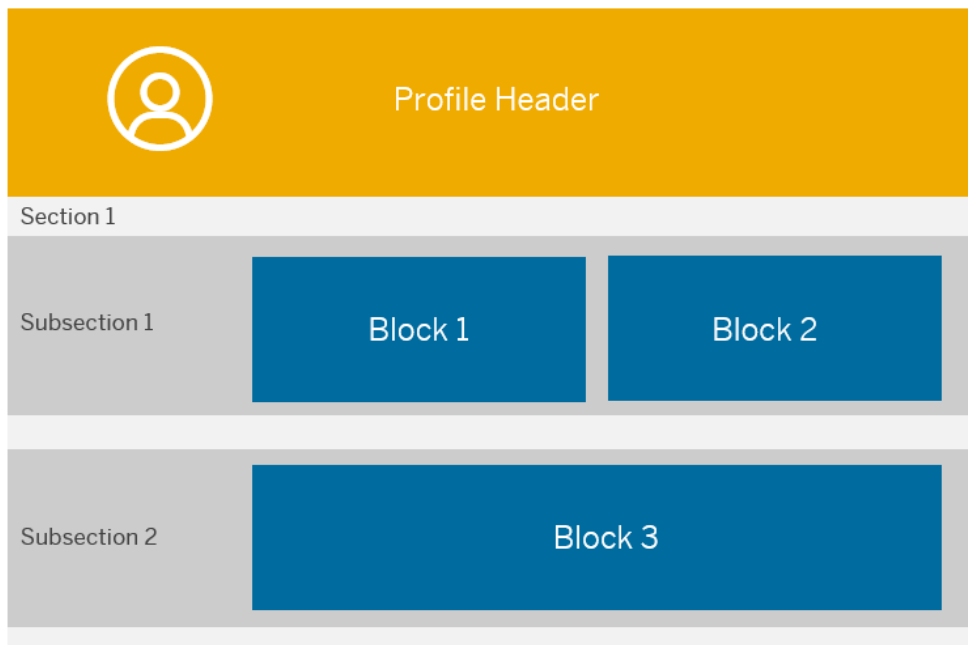 Profile Header
Section 1
Subsection 1
Block 1
Block 2
Subsection 2
Block 3